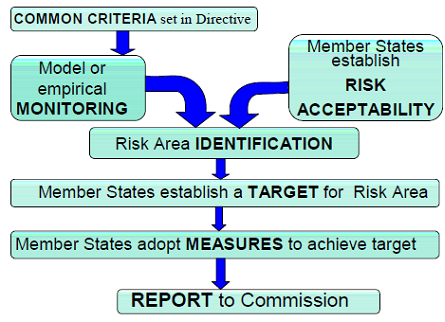 COMMON CRITERIA set in Directive
Model or
empirical
MONITORING
Member States
establish
RISK
ACCEPTABILITY
Risk Area IDENTIFICATION
Member States establish a TARGET for Risk Area
Member States adopt MEASURES to achieve target
REPORT to Commission